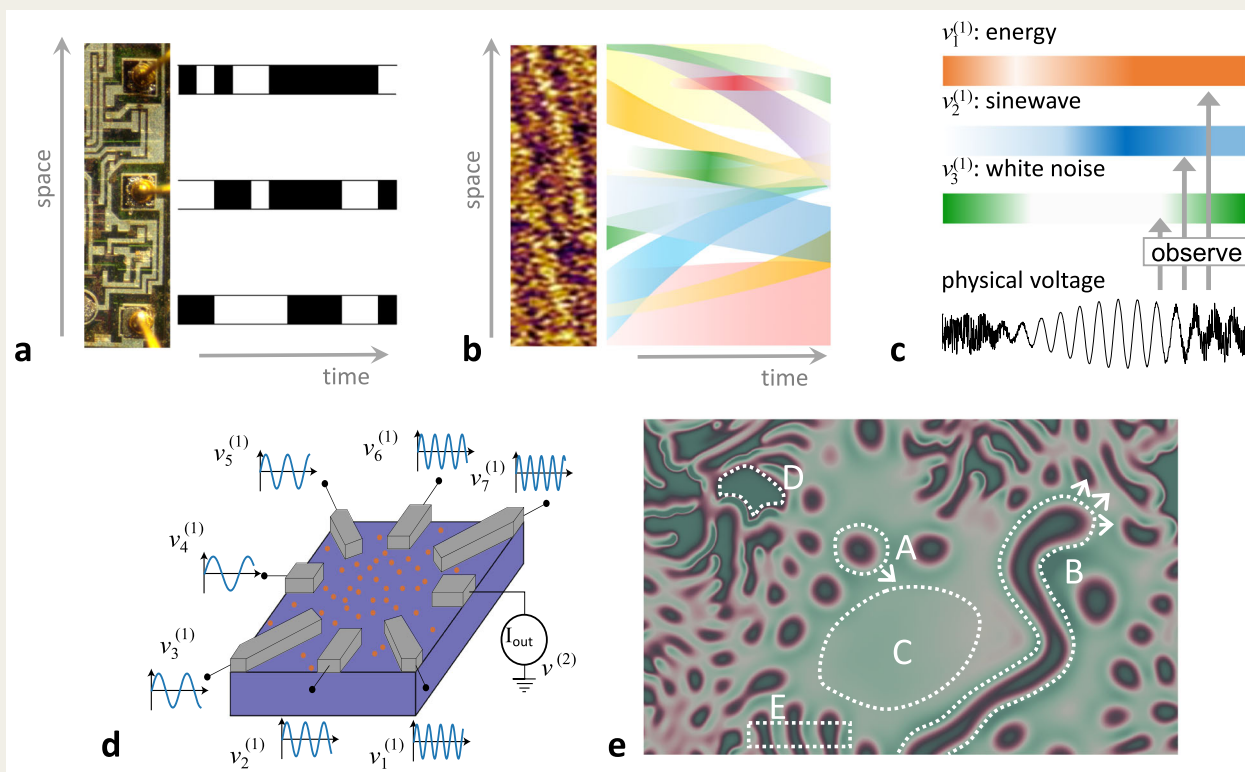 space
time
a
space
time
b
v₁⁽¹⁾: energy
v₂⁽¹⁾: sinewave
v₃⁽¹⁾: white noise
observe
physical voltage
c
v₅⁽¹⁾
v₆⁽¹⁾
v₇⁽¹⁾
v₄⁽¹⁾
v₃⁽¹⁾
Iout
v⁽²⁾
v₂⁽¹⁾
v₁⁽¹⁾
d
D
A
B
C
E
e